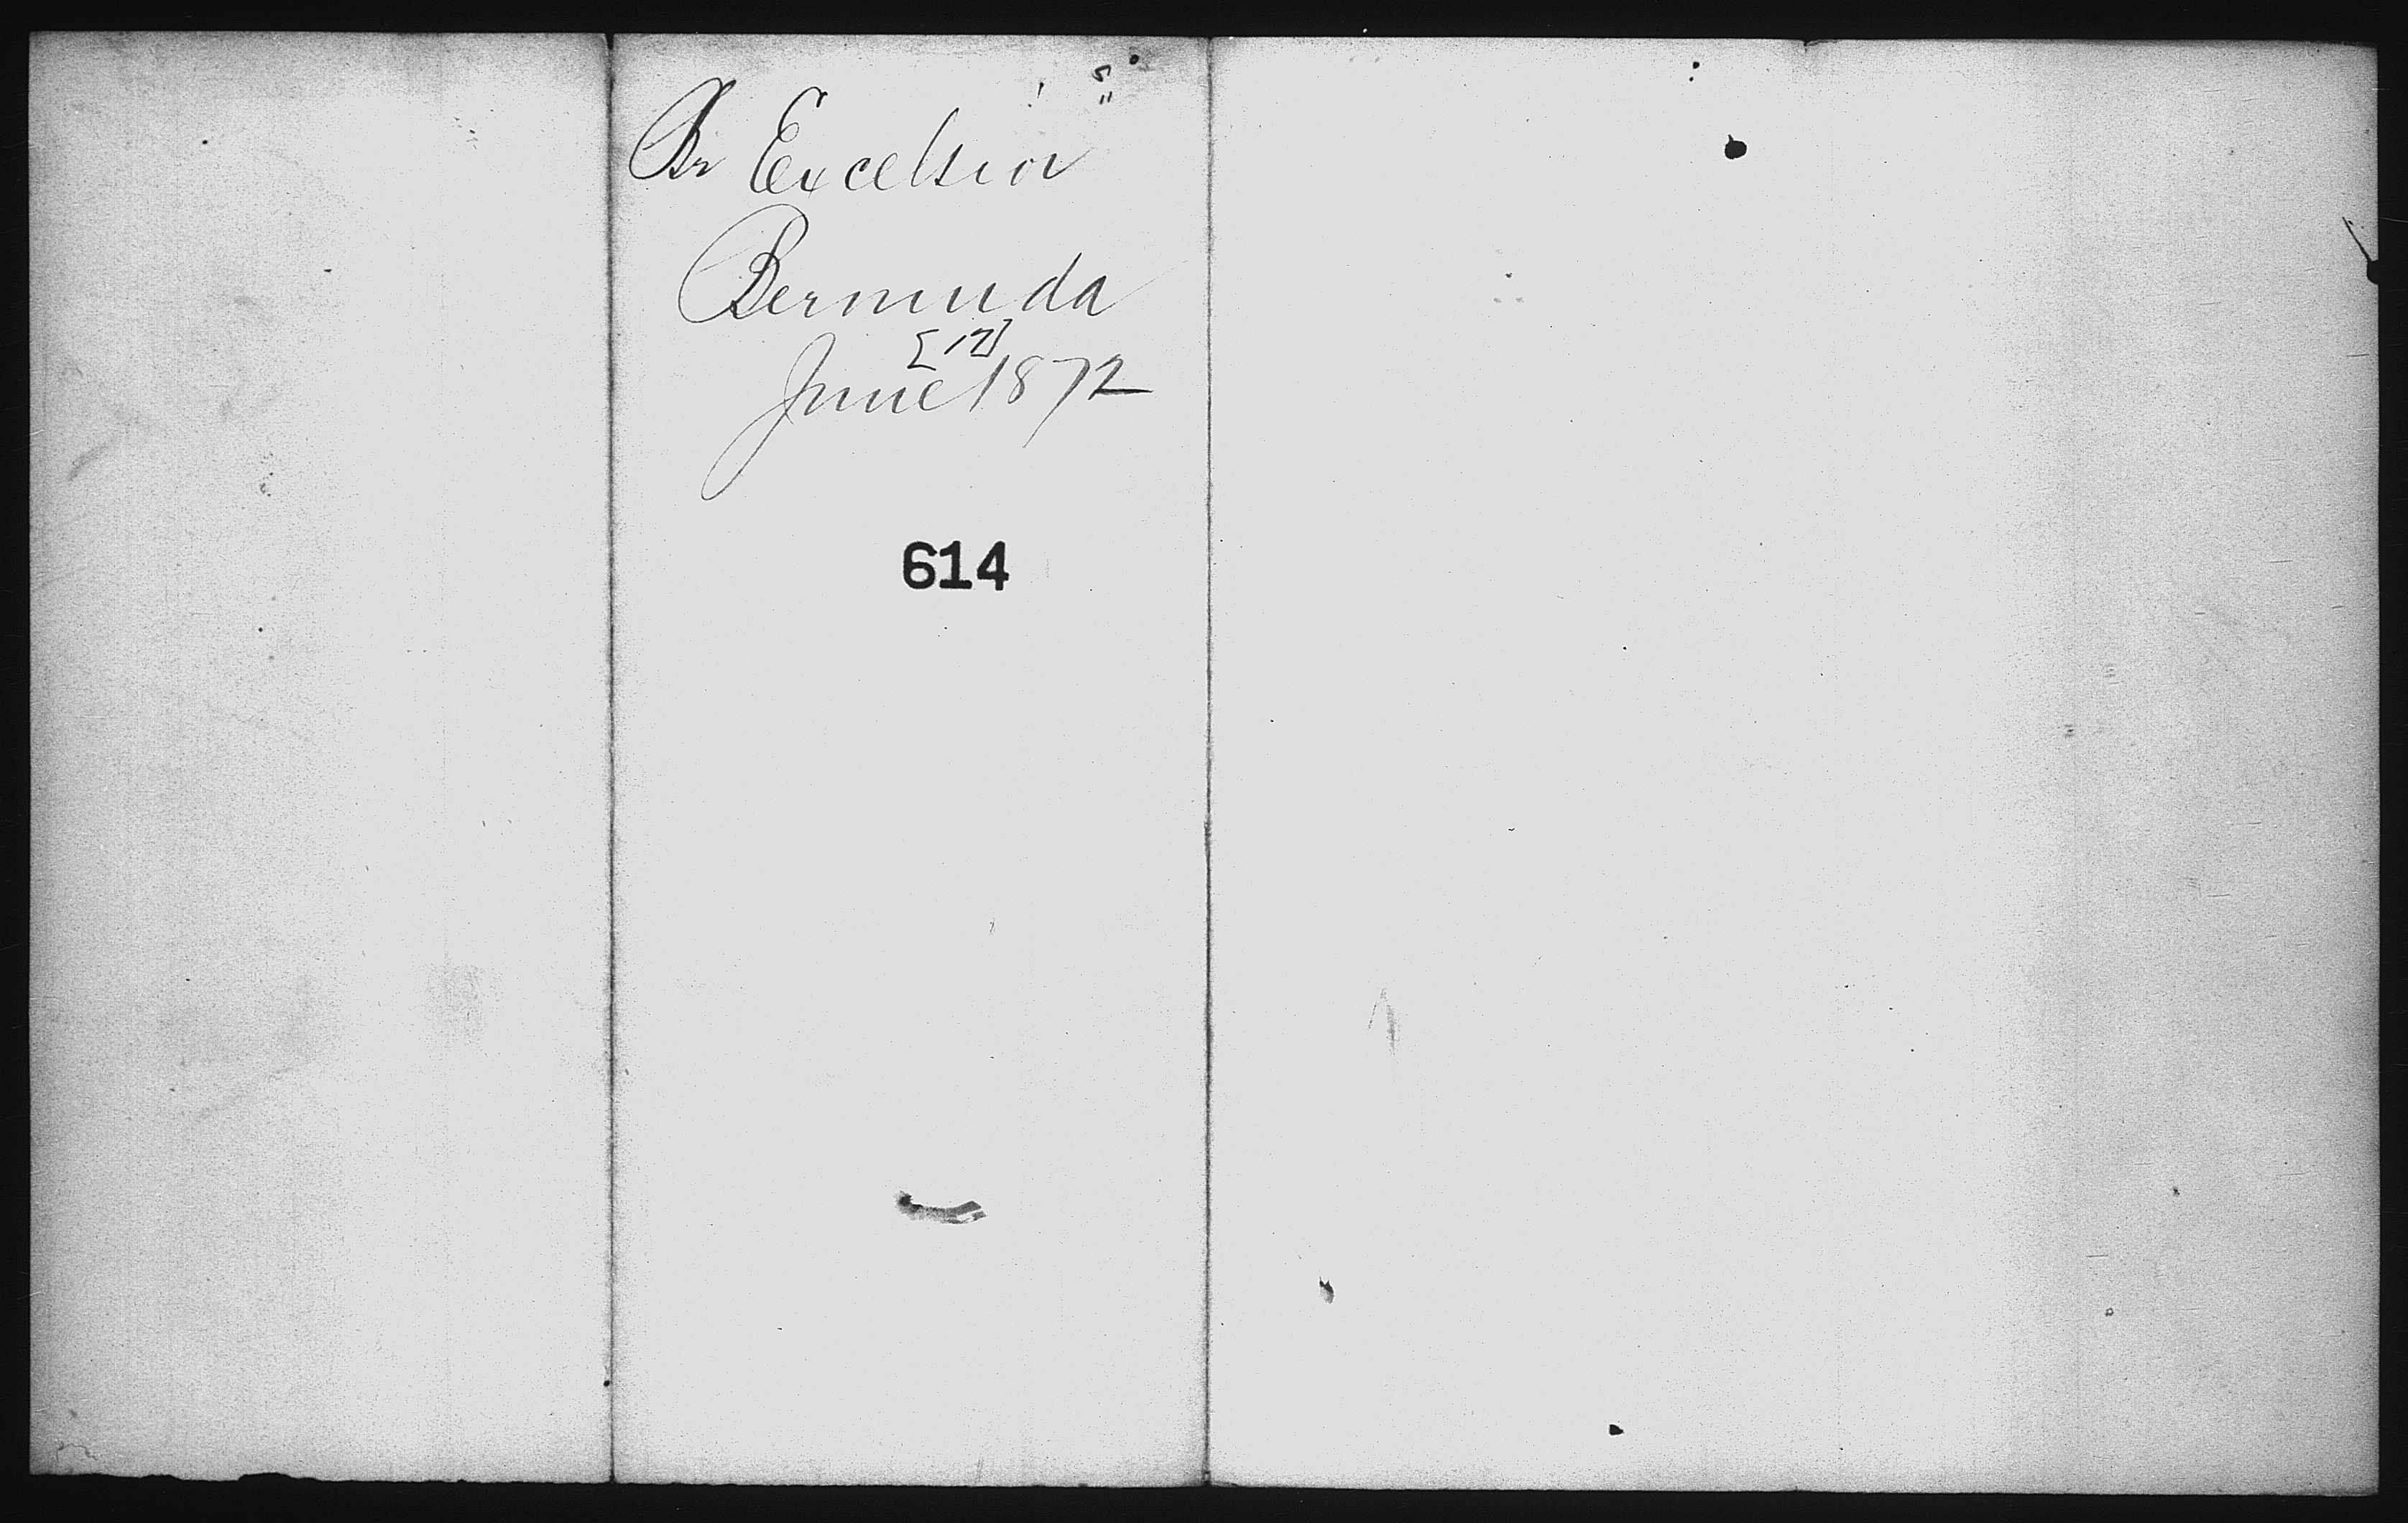 Br Excelsior
Bermuda
[17]
June 1872
614